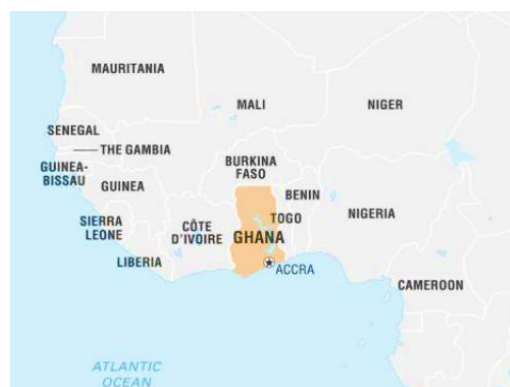 MAURITANIA
MALI
NIGER
SENEGAL
THE GAMBIA
GUINEA-
BISSAU
GUINEA
BURKINA
FASO
BENIN
TOGO
NIGERIA
SIERRA
LEONE
CÔTE
D'IVOIRE
GHANA
LIBERIA
ACCRA
CAMEROON
ATLANTIC
OCEAN